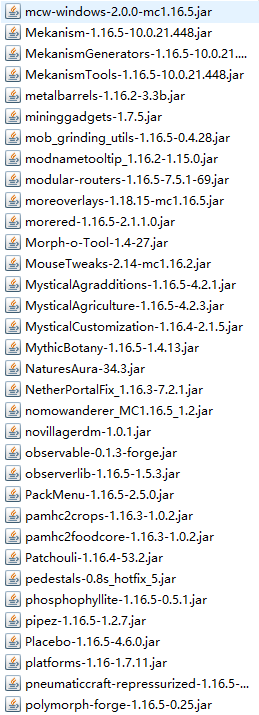 mcw-windows-2.0.0-mc1.16.5.jar
Mekanism-1.16.5-10.0.21.448.jar
MekanismGenerators-1.16.5-10.0.21....
MekanismTools-1.16.5-10.0.21.448.jar
metalbarrels-1.16.2-3.3b.jar
mininggadgets-1.7.5.jar
mob_grinding_utils-1.16.5-0.4.28.jar
modnametooltip_1.16.2-1.15.0.jar
modular-routers-1.16.5-7.5.1-69.jar
moreoverlays-1.18.15-mc1.16.5.jar
morered-1.16.5-2.1.1.0.jar
Morph-o-Tool-1.4-27.jar
MouseTweaks-2.14-mc1.16.2.jar
MysticalAgradditions-1.16.5-4.2.1.jar
MysticalAgriculture-1.16.5-4.2.3.jar
MysticalCustomization-1.16.4-2.1.5.jar
MythicBotany-1.16.5-1.4.13.jar
NaturesAura-34.3.jar
NetherPortalFix_1.16.3-7.2.1.jar
nomowanderer_MC1.16.5_1.2.jar
novillagerdm-1.0.1.jar
observable-0.1.3-forge.jar
observerlib-1.16.5-1.5.3.jar
PackMenu-1.16.5-2.5.0.jar
pamhc2crops-1.16.3-1.0.2.jar
pamhc2foodcore-1.16.3-1.0.2.jar
Patchouli-1.16.4-53.2.jar
pedestals-0.8s_hotfix_5.jar
phosphophyllite-1.16.5-0.5.1.jar
pipez-1.16.5-1.2.7.jar
Placebo-1.16.5-4.6.0.jar
platforms-1.16-1.7.11.jar
pneumaticcraft-repressurized-1.16.5-...
polymorph-forge-1.16.5-0.25.jar